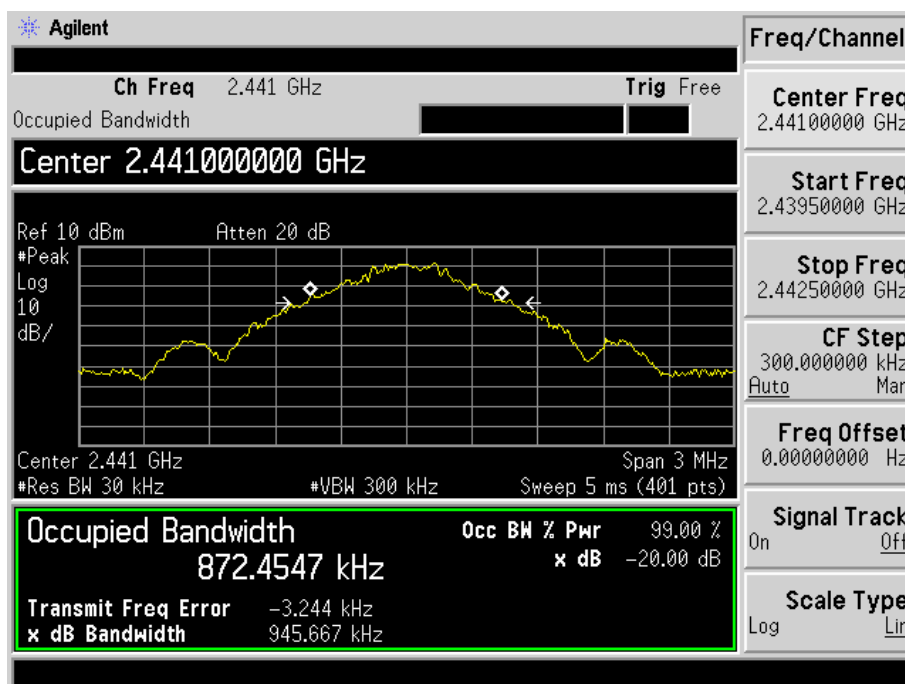 Agilent
Ch Freq 2.441 GHz Trig Free
Occupied Bandwidth
Center 2.441000000 GHz
Ref 10 dBm Atten 20 dB
#Peak
Log
10
dB/
Center 2.441 GHz Span 3 MHz
#Res BW 30 kHz #VBW 300 kHz Sweep 5 ms (401 pts)
Occupied Bandwidth Occ BW % Pwr 99.00 %
872.4547 kHz x dB -20.00 dB
Transmit Freq Error -3.244 kHz
x dB Bandwidth 945.667 kHz
Freq/Channel
Center Freq
2.44100000 GHz
Start Freq
2.43950000 GHz
Stop Freq
2.44250000 GHz
CF Step
300.000000 kHz
Auto Man
Freq Offset
0.00000000 Hz
Signal Track
On Off
Scale Type
Log Lin